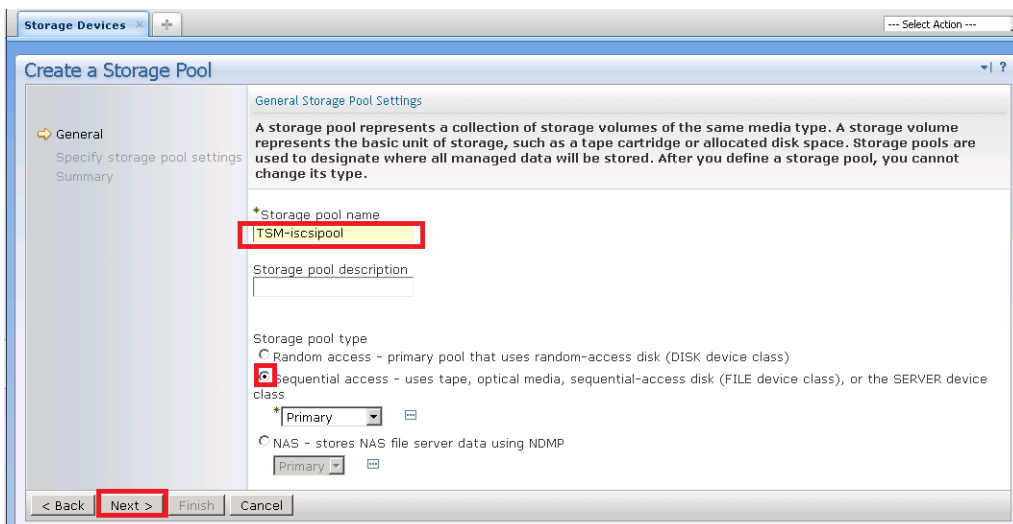 Storage Devices
--- Select Action ---
Create a Storage Pool
?
General
Specify storage pool settings
Summary
General Storage Pool Settings
A storage pool represents a collection of storage volumes of the same media type. A storage volume
represents the basic unit of storage, such as a tape cartridge or allocated disk space. Storage pools are
used to designate where all managed data will be stored. After you define a storage pool, you cannot
change its type.
*Storage pool name
TSM-iscsipool
Storage pool description
Storage pool type
Random access - primary pool that uses random-access disk (DISK device class)
Sequential access - uses tape, optical media, sequential-access disk (FILE device class), or the SERVER device
class
* Primary
NAS - stores NAS file server data using NDMP
Primary
< Back Next > Finish Cancel